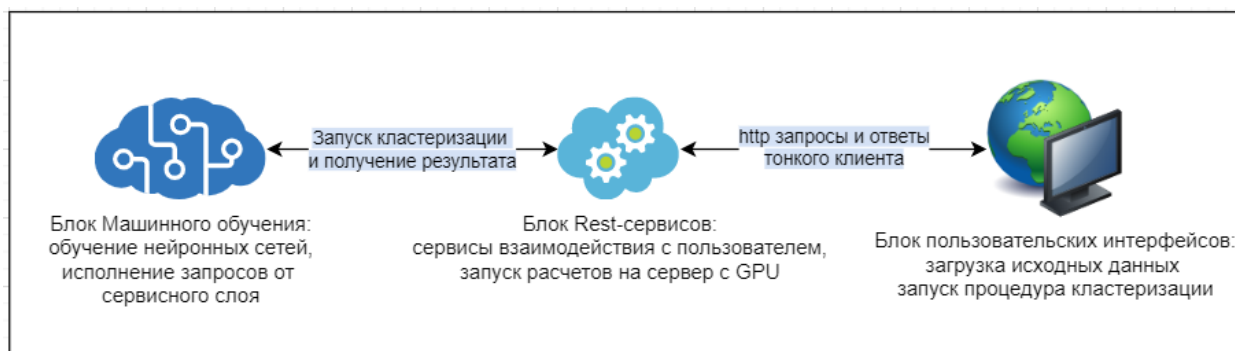 Запуск кластеризации
и получение результата
http запросы и ответы
тонкого клиента
Блок Машинного обучения:
обучение нейронных сетей,
исполнение запросов от
сервисного слоя
Блок Rest-сервисов:
сервисы взаимодействия с пользователем,
запуск расчетов на сервер с GPU
Блок пользовательских интерфейсов:
загрузка исходных данных
запуск процедура кластеризации